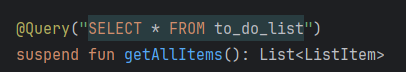 @Query("SELECT * FROM to_do_list")
suspend fun getAllItems(): List<ListItem>